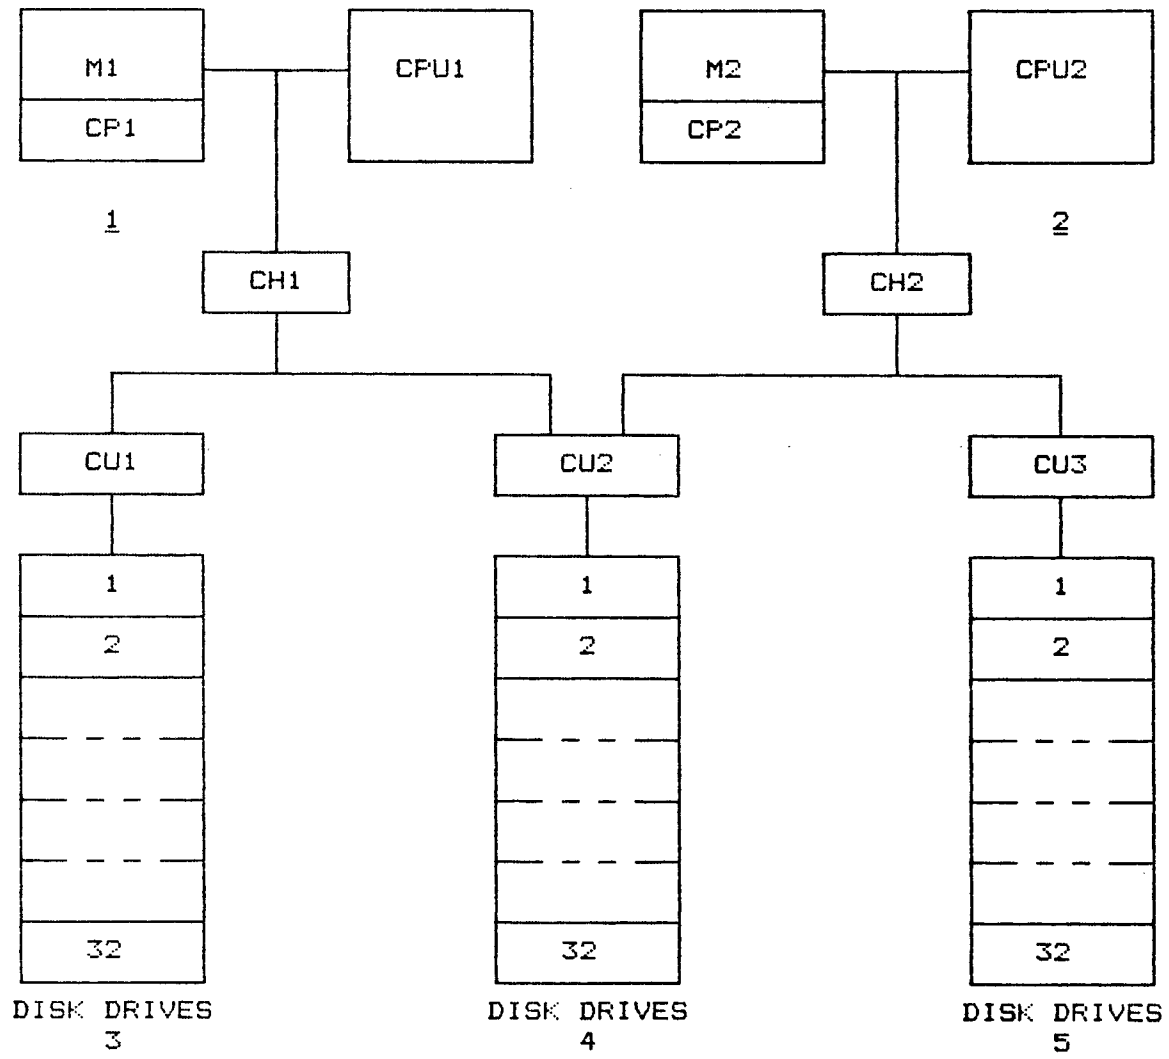 M1
CPU1
M2
CPU2
CP1
CP2
1
2
CH1
CH2
CU1
CU2
CU3
1
1
1
2
2
2
32
32
32
DISK DRIVES
3
DISK DRIVES
4
DISK DRIVES
5